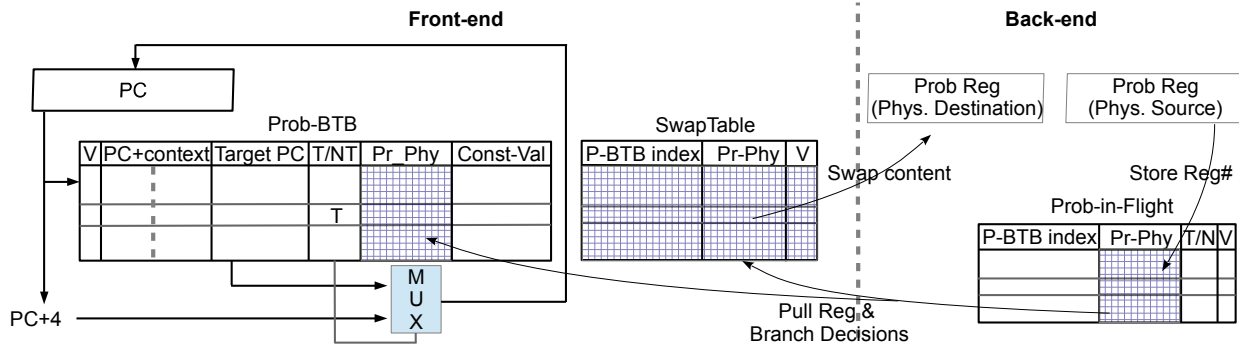 Front-end
Back-end
PC
Prob Reg
(Phys. Destination)
Prob Reg
(Phys. Source)
Prob-BTB
V PC+context Target PC T/NT Pr_Phy Const-Val
T
SwapTable
P-BTB index Pr-Phy V
Swap content
Store Reg#
Prob-in-Flight
P-BTB index Pr-Phy T/N V
M
U
X
PC+4
Pull Reg &
Branch Decisions